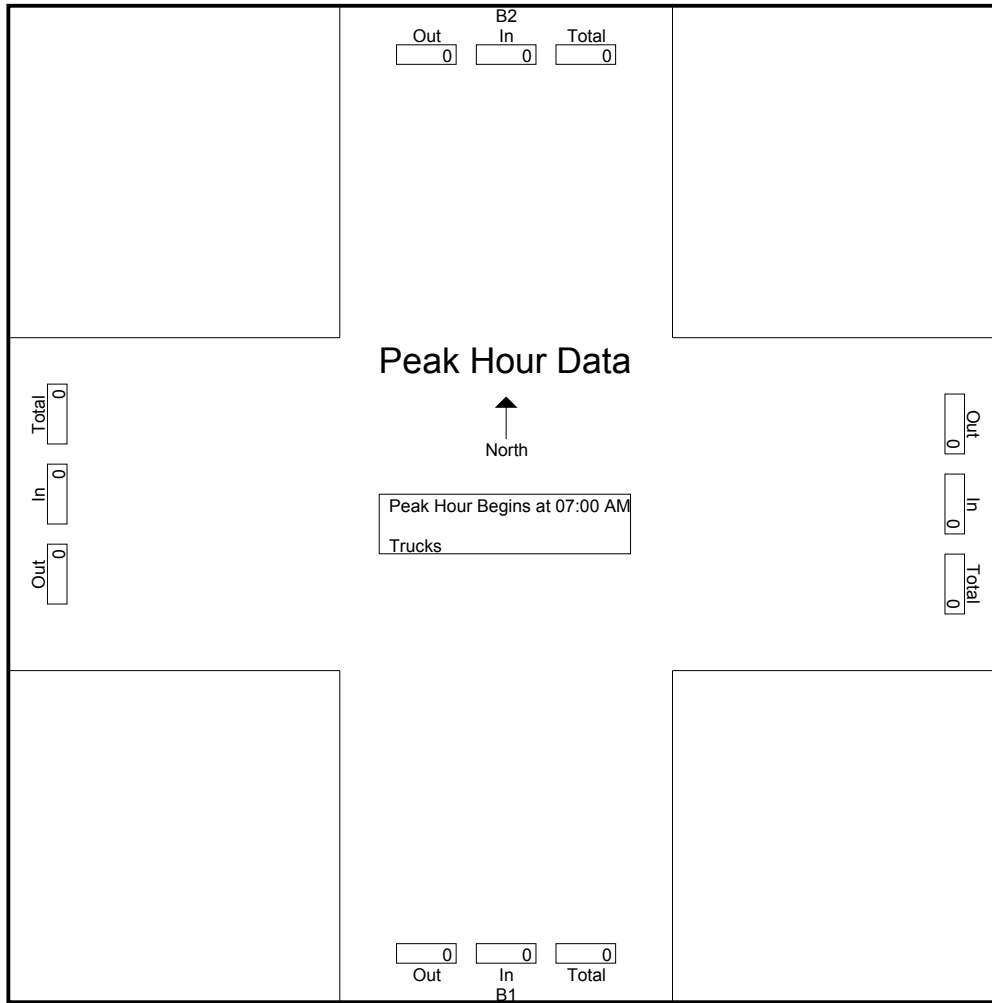 B2
Out In Total
0 0 0
Peak Hour Data
North
Peak Hour Begins at 07:00 AM
Trucks
Total
0
In
0
Out
0
Out
0
In
0
Total
0
0 0 0
Out In Total
B1